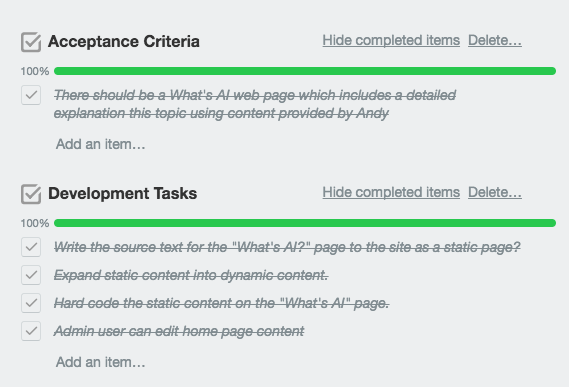 Acceptance Criteria Hide completed items Delete…
100%
There should be a What's AI web page which includes a detailed
explanation this topic using content provided by Andy
Add an item…
Development Tasks Hide completed items Delete…
100%
Write the source text for the "What's AI?" page to the site as a static page?
Expand static content into dynamic content.
Hard code the static content on the "What's AI" page.
Admin user can edit home page content
Add an item…